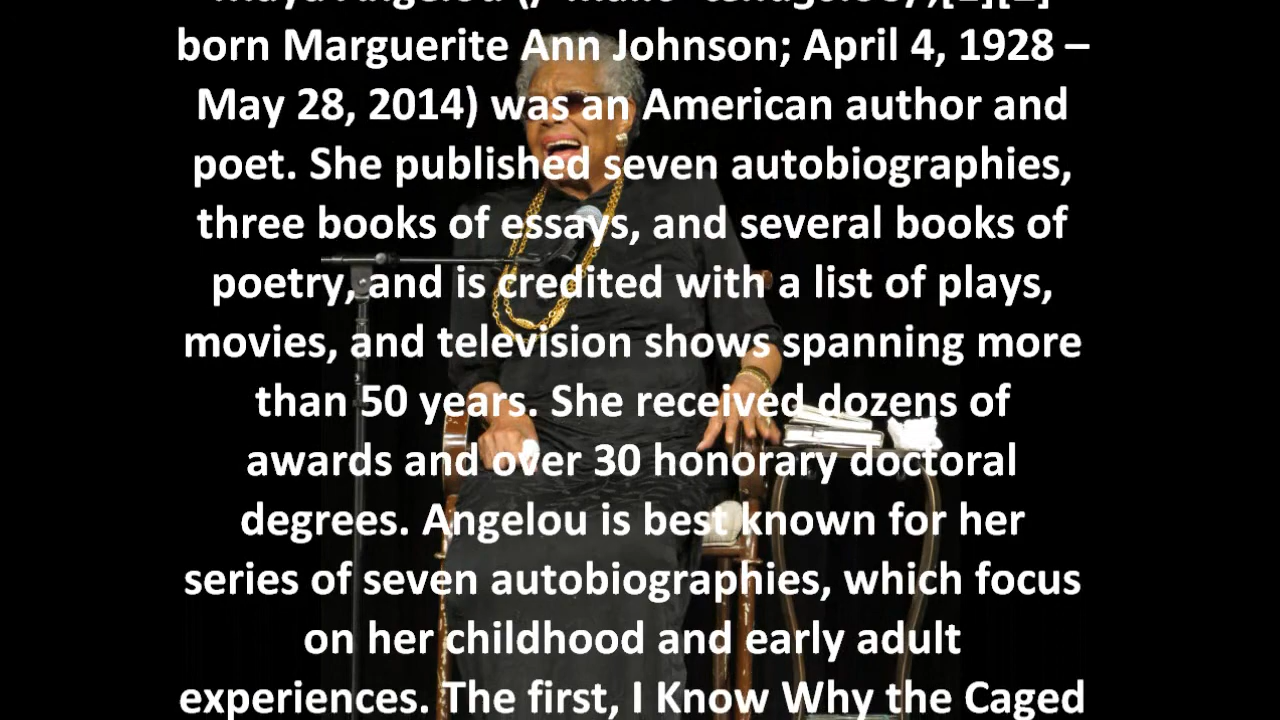 born Marguerite Ann Johnson; April 4, 1928 –
May 28, 2014) was an American author and
poet. She published seven autobiographies,
three books of essays, and several books of
poetry, and is credited with a list of plays,
movies, and television shows spanning more
than 50 years. She received dozens of
awards and over 30 honorary doctoral
degrees. Angelou is best known for her
series of seven autobiographies, which focus
on her childhood and early adult
experiences. The first, I Know Why the Caged